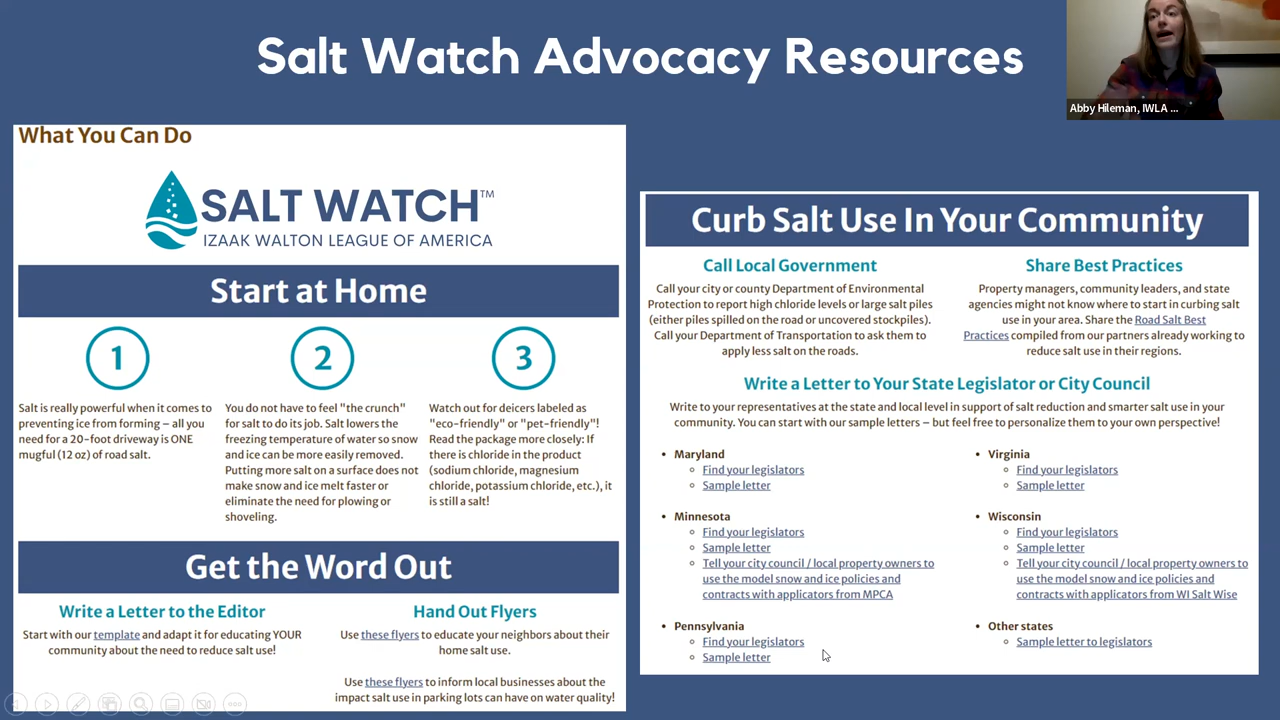 Salt Watch Advocacy Resources
Abby Hileman, IWLA ...
What You Can Do
SALT WATCH™
IZAAK WALTON LEAGUE OF AMERICA
Start at Home
1
Salt is really powerful when it comes to
preventing ice from forming – all you
need for a 20-foot driveway is ONE
mugful (12 oz) of road salt.
2
You do not have to feel "the crunch"
for salt to do its job. Salt lowers the
freezing temperature of water so snow
and ice can be more easily removed.
Putting more salt on a surface does not
make snow and ice melt faster or
eliminate the need for plowing or
shoveling.
3
Watch out for deicers labeled as
"eco-friendly" or "pet-friendly"!
Read the package more closely: If
there is chloride in the product
(sodium chloride, magnesium
chloride, potassium chloride, etc.), it
is still a salt!
Get the Word Out
Write a Letter to the Editor
Start with our template and adapt it for educating YOUR
community about the need to reduce salt use!
Hand Out Flyers
Use these flyers to educate your neighbors about their
home salt use.
Use these flyers to inform local businesses about the
impact salt use in parking lots can have on water quality!
Curb Salt Use In Your Community
Call Local Government
Call your city or county Department of Environmental
Protection to report high chloride levels or large salt piles
(either piles spilled on the road or uncovered stockpiles).
Call your Department of Transportation to ask them to
apply less salt on the roads.
Share Best Practices
Property managers, community leaders, and state
agencies might not know where to start in curbing salt
use in your area. Share the Road Salt Best
Practices compiled from our partners already working to
reduce salt use in their regions.
Write a Letter to Your State Legislator or City Council
Write to your representatives at the state and local level in support of salt reduction and smarter salt use in your
community. You can start with our sample letters – but feel free to personalize them to your own perspective!
• Maryland
Find your legislators
Sample letter
• Minnesota
Find your legislators
Sample letter
Tell your city council / local property owners to
use the model snow and ice policies and
contracts with applicators from MPCA
• Pennsylvania
Find your legislators
Sample letter
• Virginia
Find your legislators
Sample letter
• Wisconsin
Find your legislators
Sample letter
Tell your city council / local property owners to
use the model snow and ice policies and
contracts with applicators from WI Salt Wise
• Other states
Sample letter to legislators